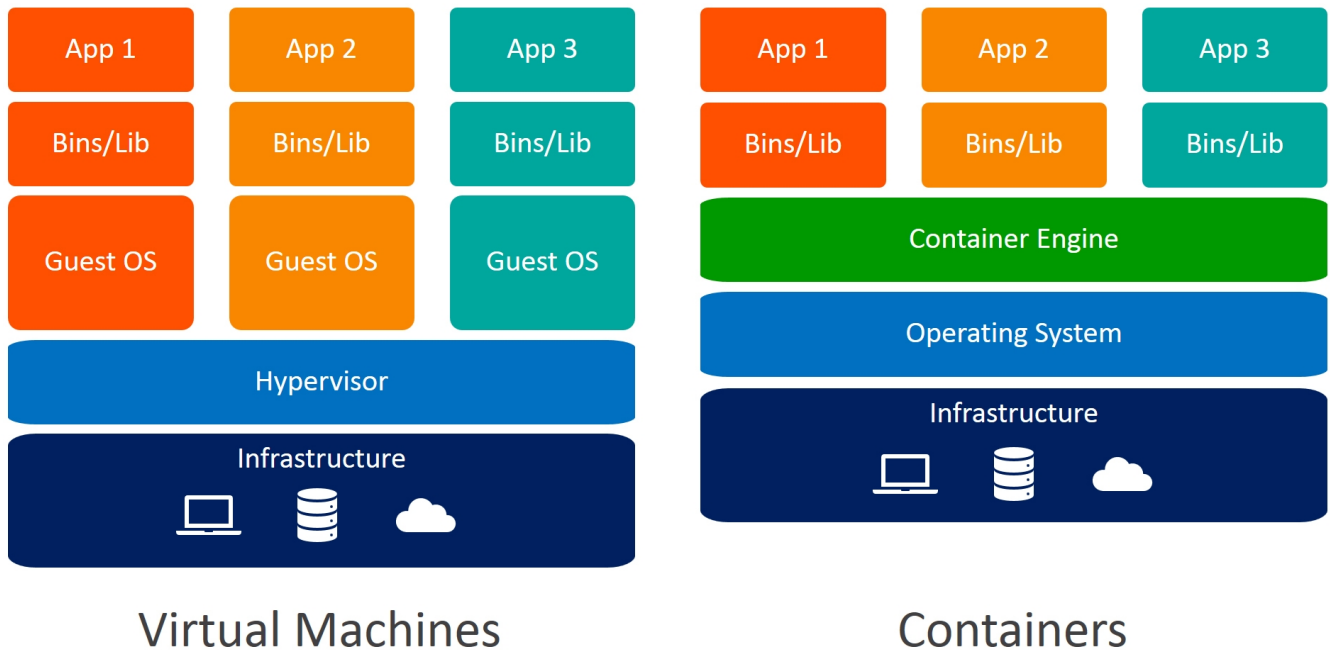 App 1
App 2
App 3
Bins/Lib
Bins/Lib
Bins/Lib
Guest OS
Guest OS
Guest OS
Hypervisor
Infrastructure
Virtual Machines
App 1
App 2
App 3
Bins/Lib
Bins/Lib
Bins/Lib
Container Engine
Operating System
Infrastructure
Containers